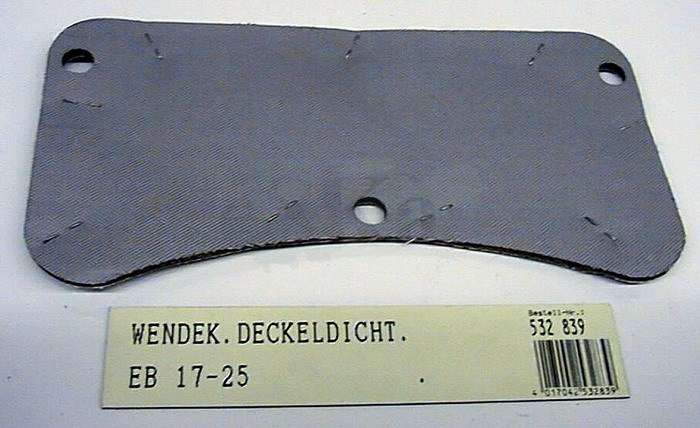 WENDEK. DECKELDICHT.
EB 17-25
Bestell-Nr.:
532 839
4 017042 532839